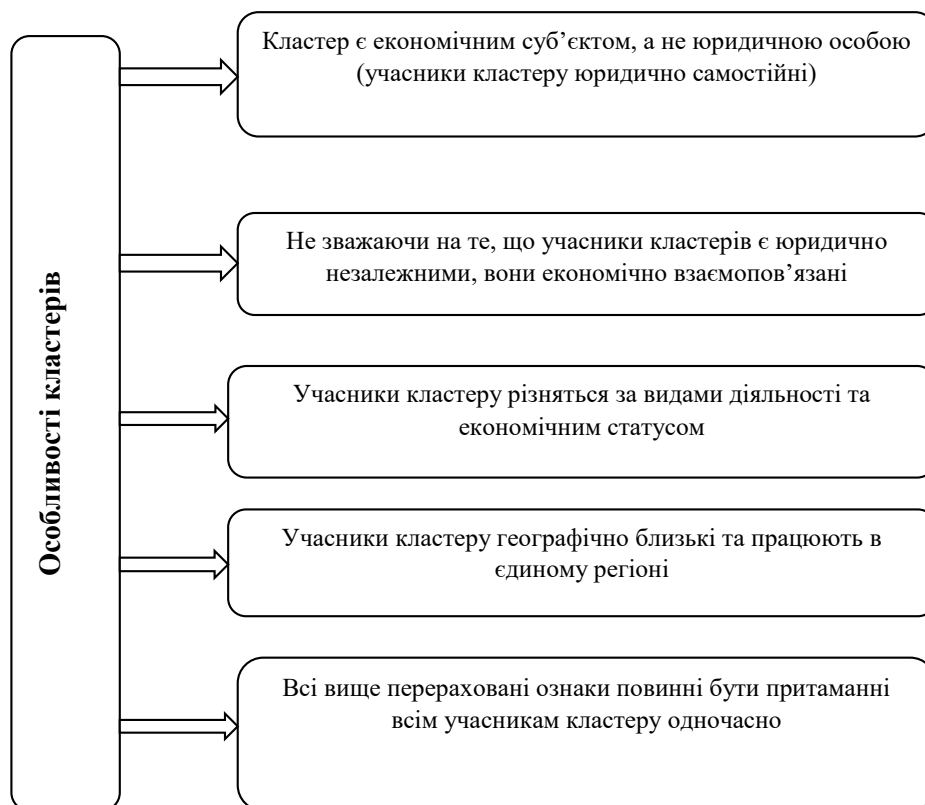 Особливості кластерів
Кластер є економічним суб’єктом, а не юридичною особою
(учасники кластеру юридично самостійні)
Не зважаючи на те, що учасники кластерів є юридично
незалежними, вони економічно взаємопов’язані
Учасники кластеру різняться за видами діяльності та
економічним статусом
Учасники кластеру географічно близькі та працюють в
єдиному регіоні
Всі вище перераховані ознаки повинні бути притаманні
всім учасникам кластеру одночасно